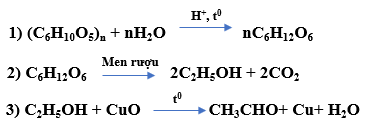 1) (C₆H₁₀O₅)ₙ + nH₂O —H⁺, t⁰→ nC₆H₁₂O₆
2) C₆H₁₂O₆ —Men rượu→ 2C₂H₅OH + 2CO₂
3) C₂H₅OH + CuO —t⁰→ CH₃CHO+ Cu+ H₂O